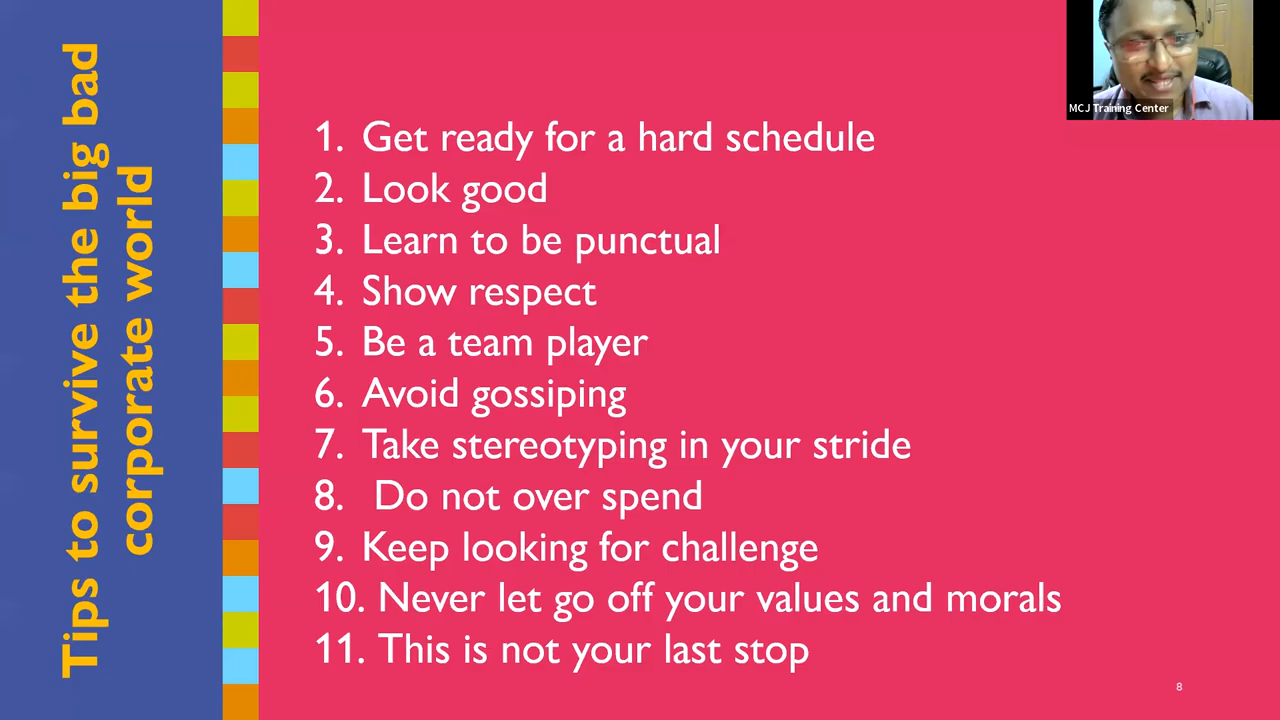 Tips to survive the big bad
corporate world
MCJ Training Center
1. Get ready for a hard schedule
2. Look good
3. Learn to be punctual
4. Show respect
5. Be a team player
6. Avoid gossiping
7. Take stereotyping in your stride
8. Do not over spend
9. Keep looking for challenge
10. Never let go off your values and morals
11. This is not your last stop
8